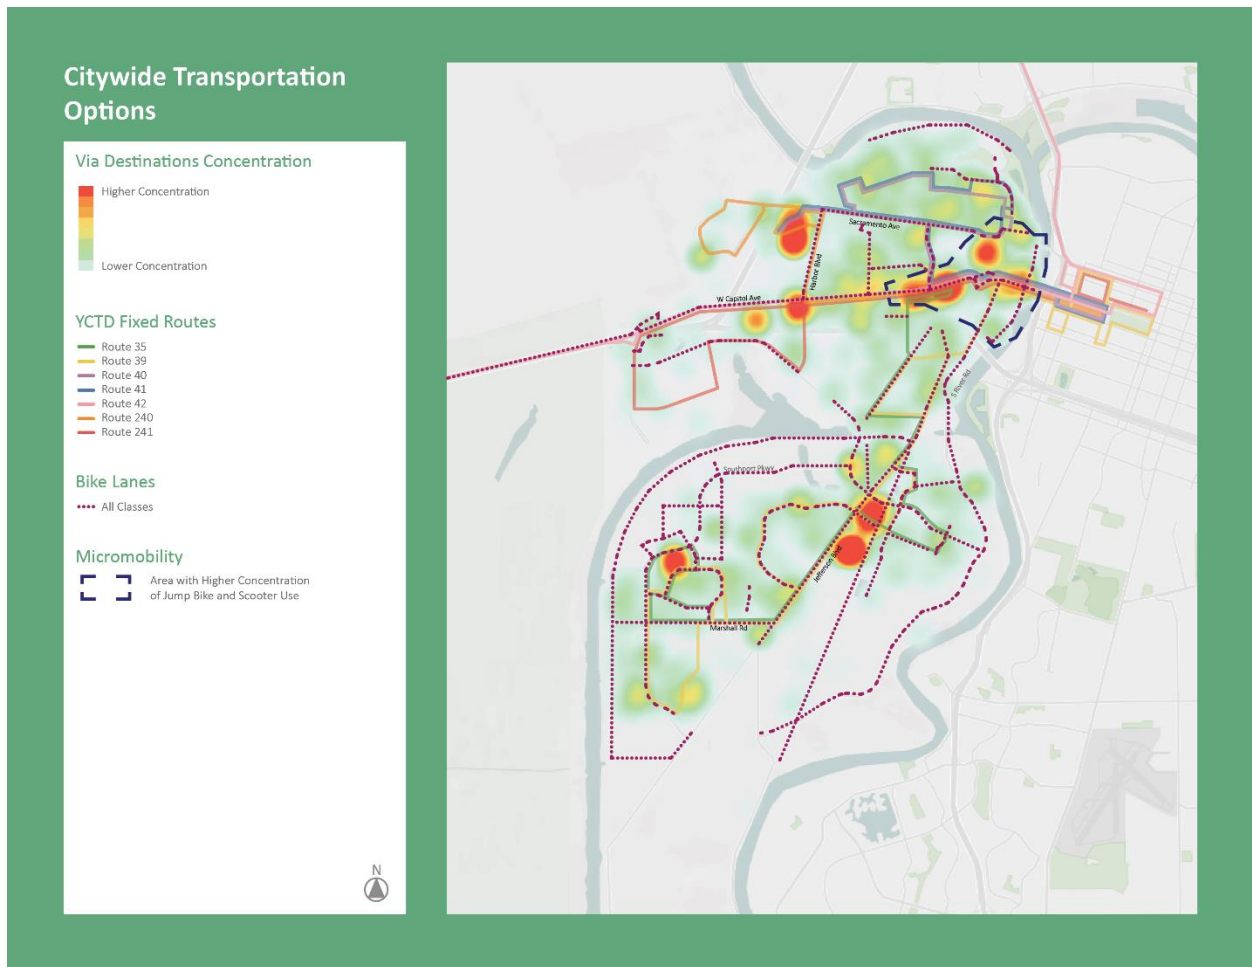 Citywide Transportation
Options
Via Destinations Concentration
Higher Concentration
Lower Concentration
YCTD Fixed Routes
Route 35
Route 39
Route 40
Route 41
Route 42
Route 240
Route 241
Bike Lanes
All Classes
Micromobility
Area with Higher Concentration
of Jump Bike and Scooter Use
N
Sacramento Ave
Harbor Blvd
W Capitol Ave
S River Rd
Southport Pkwy
Jefferson Blvd
Marshall Rd